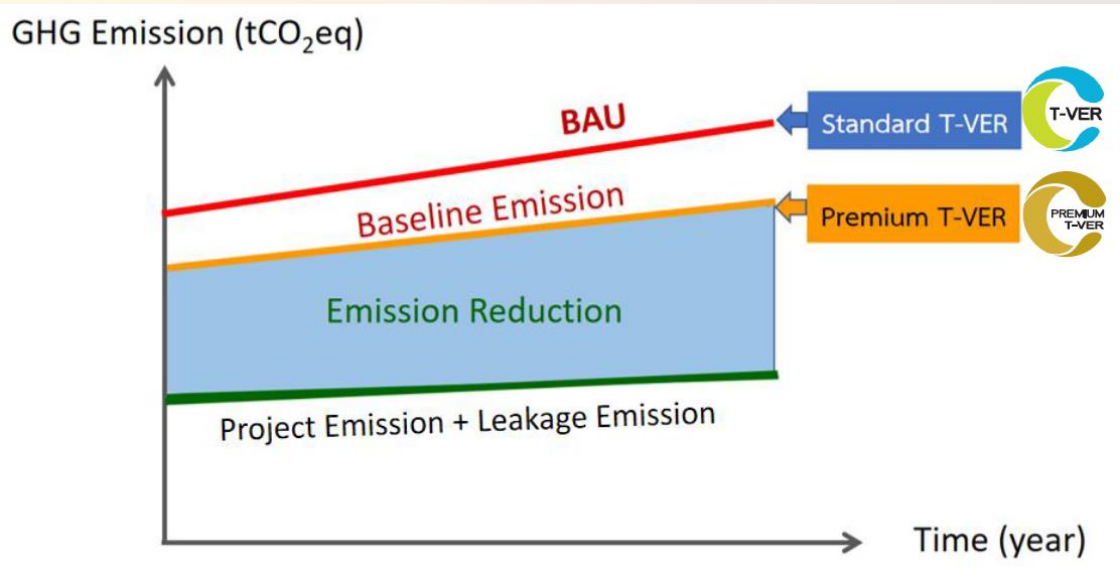 GHG Emission (tCO₂eq)
BAU
Standard T-VER
T-VER
Baseline Emission
Premium T-VER
PREMIUM
T-VER
Emission Reduction
Project Emission + Leakage Emission
Time (year)